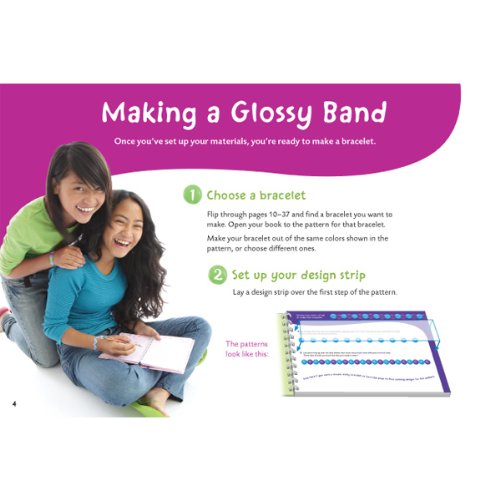 Making a Glossy Band
Once you've set up your materials, you're ready to make a bracelet.
1 Choose a bracelet
Flip through pages 10–37 and find a bracelet you want to
make. Open your book to the pattern for that bracelet.
Make your bracelet out of the same colors shown in the
pattern, or choose different ones.
2 Set up your design strip
Lay a design strip over the first step of the pattern.
The patterns
look like this:
4